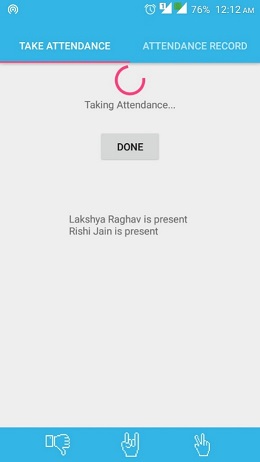 76% 12:12 AM
TAKE ATTENDANCE ATTENDANCE RECORD
Taking Attendance...
DONE
Lakshya Raghav is present
Rishi Jain is present